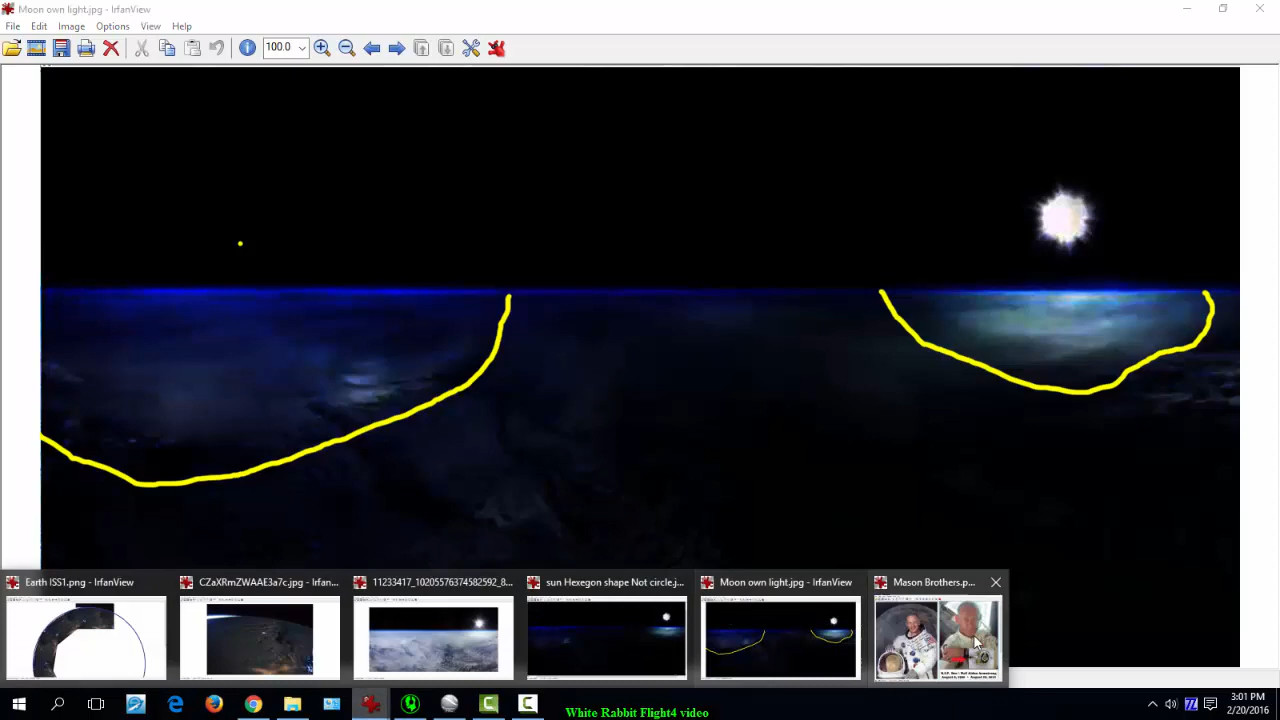 Moon own light.jpg - IrfanView
File Edit Image Options View Help
100.0
Earth ISS1.png - IrfanView
CZaXRmZWAAE3a7c.jpg - Irfan...
11233417_10205576374582592_8...
sun Hexegon shape Not circle.j...
Moon own light.jpg - IrfanView
Mason Brothers.p...
White Rabbit Flight4 video
3:01 PM
2/20/2016